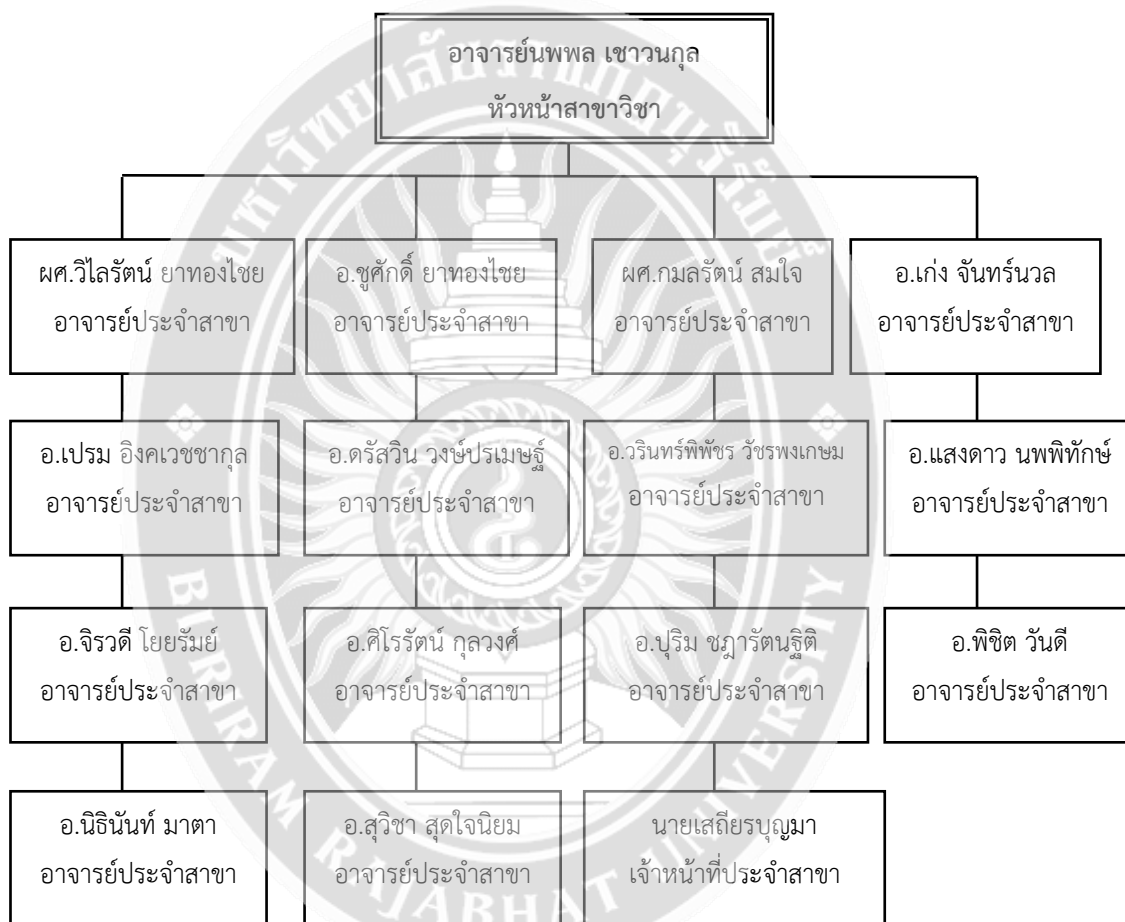 อาจารย์นพพล เชาวนกุล
หัวหน้าสาขาวิชา
ผศ.วิไลรัตน์ ยาทองไชย
อาจารย์ประจำสาขา
อ.ชูศักดิ์ ยาทองไชย
อาจารย์ประจำสาขา
ผศ.กมลรัตน์ สมใจ
อาจารย์ประจำสาขา
อ.เก่ง จันทร์นวล
อาจารย์ประจำสาขา
อ.เปรม อิงคเวชชากุล
อาจารย์ประจำสาขา
อ.ดรัสวิน วงษ์ปรเมษฐ์
อาจารย์ประจำสาขา
อ.วรินทร์พิพัชร วัชรพงเกษม
อาจารย์ประจำสาขา
อ.แสงดาว นพพิทักษ์
อาจารย์ประจำสาขา
อ.จิรวดี โยยรัมย์
อาจารย์ประจำสาขา
อ.ศิโรรัตน์ กุลวงศ์
อาจารย์ประจำสาขา
อ.ปุริม ชฎารัตนฐิติ
อาจารย์ประจำสาขา
อ.พิชิต วันดี
อาจารย์ประจำสาขา
อ.นิธินันท์ มาตา
อาจารย์ประจำสาขา
อ.สุวิชา สุดใจนิยม
อาจารย์ประจำสาขา
นายเสถียรบุญมา
เจ้าหน้าที่ประจำสาขา
มหาวิทยาลัยราชภัฏบุรีรัมย์
BURIRAM RAJABHAT UNIVERSITY